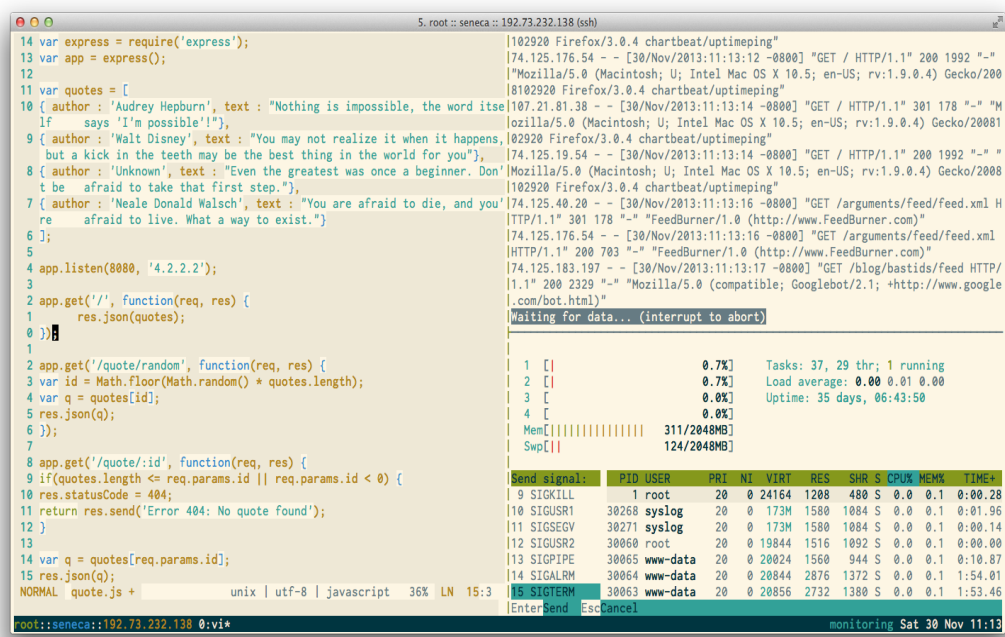 5. root :: seneca :: 192.73.232.138 (ssh)
14 var express = require('express');
13 var app = express();
12
11 var quotes = [
10 { author : 'Audrey Hepburn', text : "Nothing is impossible, the word itse
lf     says 'I'm possible'!"},
9 { author : 'Walt Disney', text : "You may not realize it when it happens,
but a kick in the teeth may be the best thing in the world for you"},
8 { author : 'Unknown', text : "Even the greatest was once a beginner. Don'
t be    afraid to take that first step."},
7 { author : 'Neale Donald Walsch', text : "You are afraid to die, and you'
re     afraid to live. What a way to exist."}
6 ];
5
4 app.listen(8080, '4.2.2.2');
3
2 app.get('/', function(req, res) {
1       res.json(quotes);
0 });
1
2 app.get('/quote/random', function(req, res) {
3 var id = Math.floor(Math.random() * quotes.length);
4 var q = quotes[id];
5 res.json(q);
6 });
7
8 app.get('/quote/:id', function(req, res) {
9 if(quotes.length <= req.params.id || req.params.id < 0) {
10 res.statusCode = 404;
11 return res.send('Error 404: No quote found');
12 }
13
14 var q = quotes[req.params.id];
15 res.json(q);
NORMAL  quote.js +            unix | utf-8 | javascript   36%  LN  15:3
|102920 Firefox/3.0.4 chartbeat/uptimeping"
|74.125.176.54 - - [30/Nov/2013:11:13:12 -0800] "GET / HTTP/1.1" 200 1992 "-"
|"Mozilla/5.0 (Macintosh; U; Intel Mac OS X 10.5; en-US; rv:1.9.0.4) Gecko/200
|8102920 Firefox/3.0.4 chartbeat/uptimeping"
|107.21.81.38 - - [30/Nov/2013:11:13:14 -0800] "GET / HTTP/1.1" 301 178 "-" "M
|ozilla/5.0 (Macintosh; U; Intel Mac OS X 10.5; en-US; rv:1.9.0.4) Gecko/20081
|02920 Firefox/3.0.4 chartbeat/uptimeping"
|74.125.19.54 - - [30/Nov/2013:11:13:14 -0800] "GET / HTTP/1.1" 200 1992 "-" "
|Mozilla/5.0 (Macintosh; U; Intel Mac OS X 10.5; en-US; rv:1.9.0.4) Gecko/2008
|102920 Firefox/3.0.4 chartbeat/uptimeping"
|74.125.40.20 - - [30/Nov/2013:11:13:16 -0800] "GET /arguments/feed/feed.xml H
|TTP/1.1" 301 178 "-" "FeedBurner/1.0 (http://www.FeedBurner.com)"
|74.125.176.54 - - [30/Nov/2013:11:13:16 -0800] "GET /arguments/feed/feed.xml
|HTTP/1.1" 200 703 "-" "FeedBurner/1.0 (http://www.FeedBurner.com)"
|74.125.183.197 - - [30/Nov/2013:11:13:17 -0800] "GET /blog/bastids/feed HTTP/
|1.1" 200 2329 "-" "Mozilla/5.0 (compatible; Googlebot/2.1; +http://www.google
|.com/bot.html)"
Waiting for data... (interrupt to abort)
1  [|                  0.7%]    Tasks: 37, 29 thr; 1 running
2  [|                  0.7%]    Load average: 0.00 0.01 0.00
3  [                   0.0%]    Uptime: 35 days, 06:43:50
4  [                   0.0%]
Mem[|||||||||||||||   311/2048MB]
Swp[||                124/2048MB]
Send signal:   PID USER      PRI  NI  VIRT   RES   SHR S CPU% MEM%   TIME+
9 SIGKILL        1 root       20   0 24164  1208   480 S  0.0  0.1  0:00.28
10 SIGUSR1   30268 syslog     20   0  173M  1580  1084 S  0.0  0.1  0:01.96
11 SIGSEGV   30271 syslog     20   0  173M  1580  1084 S  0.0  0.1  0:00.14
12 SIGUSR2   30060 root       20   0 19844  1516  1092 S  0.0  0.1  0:00.00
13 SIGPIPE   30065 www-data   20   0 20024  1560   944 S  0.0  0.1  0:10.87
14 SIGALRM   30064 www-data   20   0 20844  2876  1372 S  0.0  0.1  1:54.01
15 SIGTERM   30063 www-data   20   0 20856  2732  1380 S  0.0  0.1  1:53.46
EnterSend  EscCancel
root::seneca::192.73.232.138 0:vi*                monitoring Sat 30 Nov 11:13